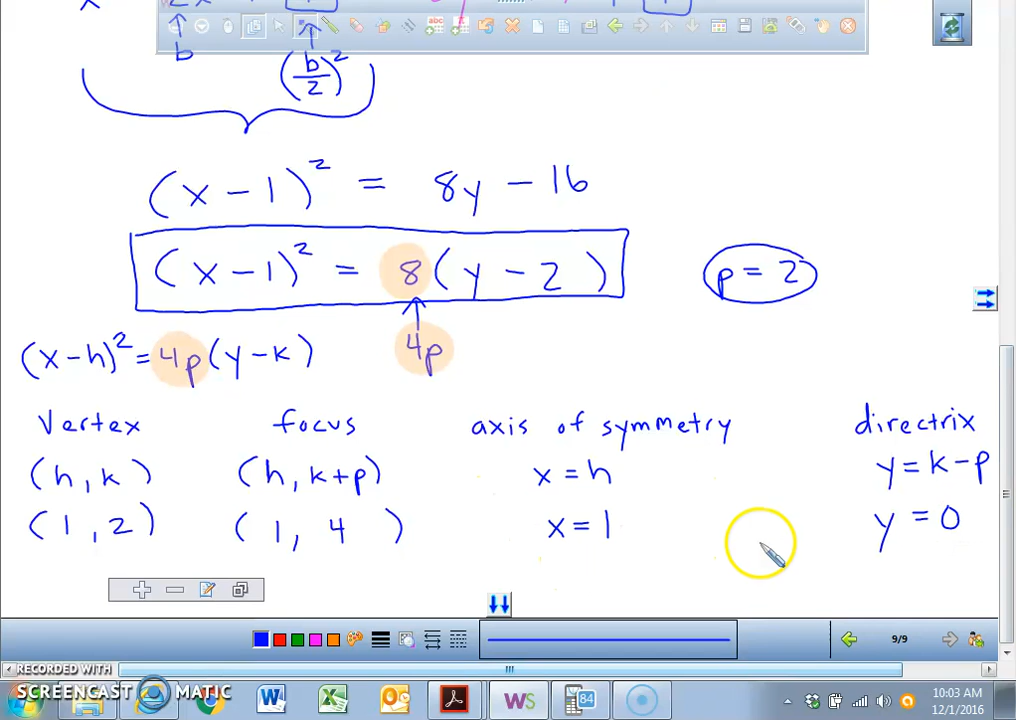 b
(b/2)²
(x - 1)² = 8y - 16
(x - 1)² = 8(y - 2)
p = 2
4p
(x-h)² = 4p(y-k)
Vertex focus axis of symmetry directrix
(h, k) (h, k+p) x = h y = k-p
(1, 2) (1, 4) x = 1 y = 0
9/9
RECORDED WITH
SCREENCAST MATIC
WS
84
10:03 AM
12/1/2016